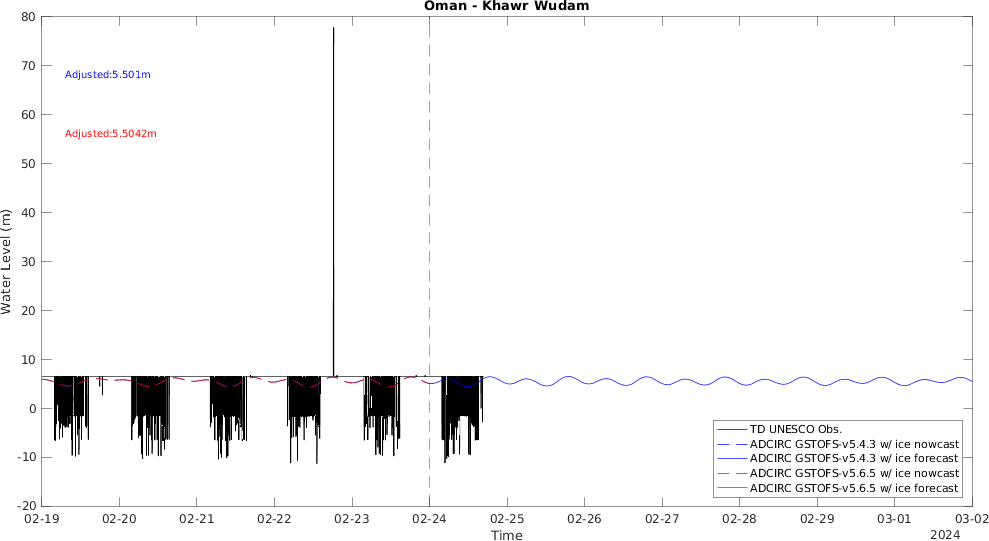 Oman - Khawr Wudam
80
70
60
50
40
30
20
10
0
-10
-20
Water Level (m)
Adjusted:5.501m
Adjusted:5.5042m
TD UNESCO Obs.
ADCIRC GSTOFS-v5.4.3 w/ ice nowcast
ADCIRC GSTOFS-v5.4.3 w/ ice forecast
ADCIRC GSTOFS-v5.6.5 w/ ice nowcast
ADCIRC GSTOFS-v5.6.5 w/ ice forecast
02-19 02-20 02-21 02-22 02-23 02-24 02-25 02-26 02-27 02-28 02-29 03-01 03-02
Time
2024